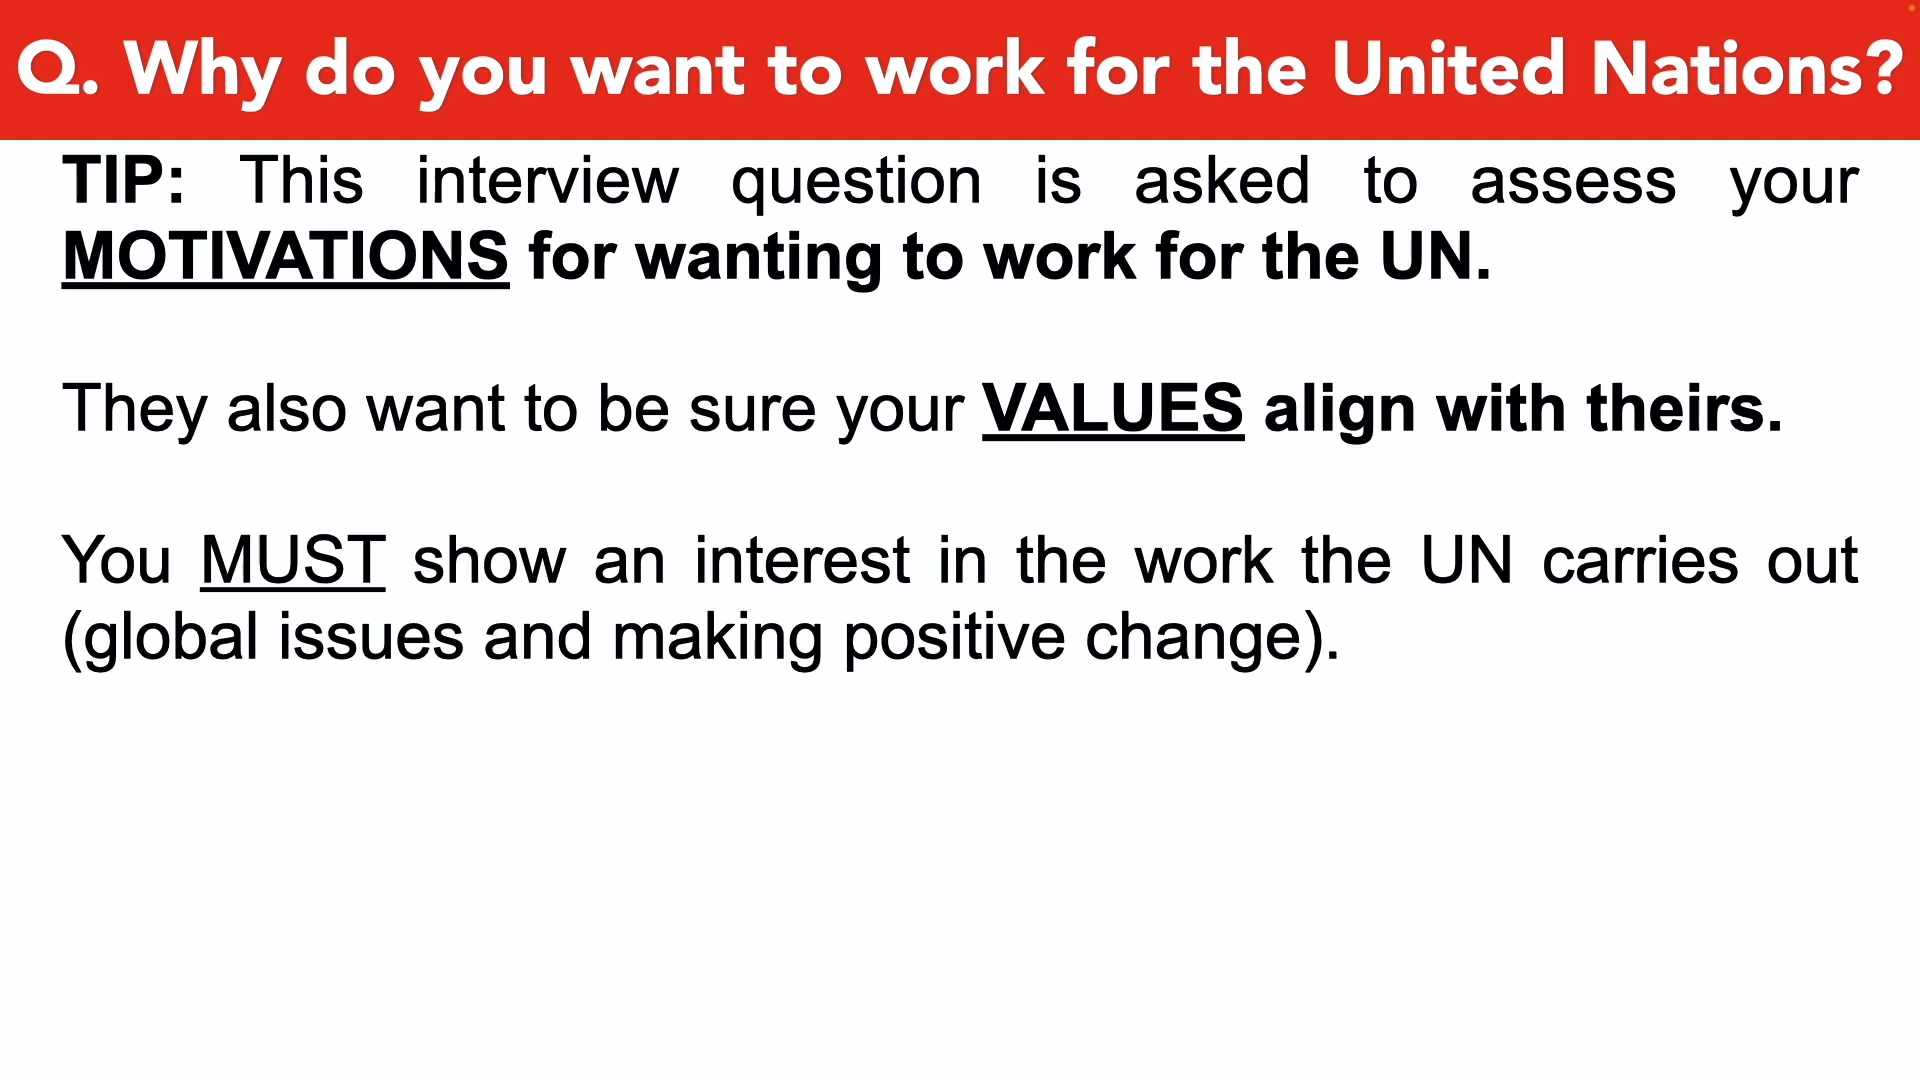 Q. Why do you want to work for the United Nations?
TIP: This interview question is asked to assess your
MOTIVATIONS for wanting to work for the UN.
They also want to be sure your VALUES align with theirs.
You MUST show an interest in the work the UN carries out
(global issues and making positive change).